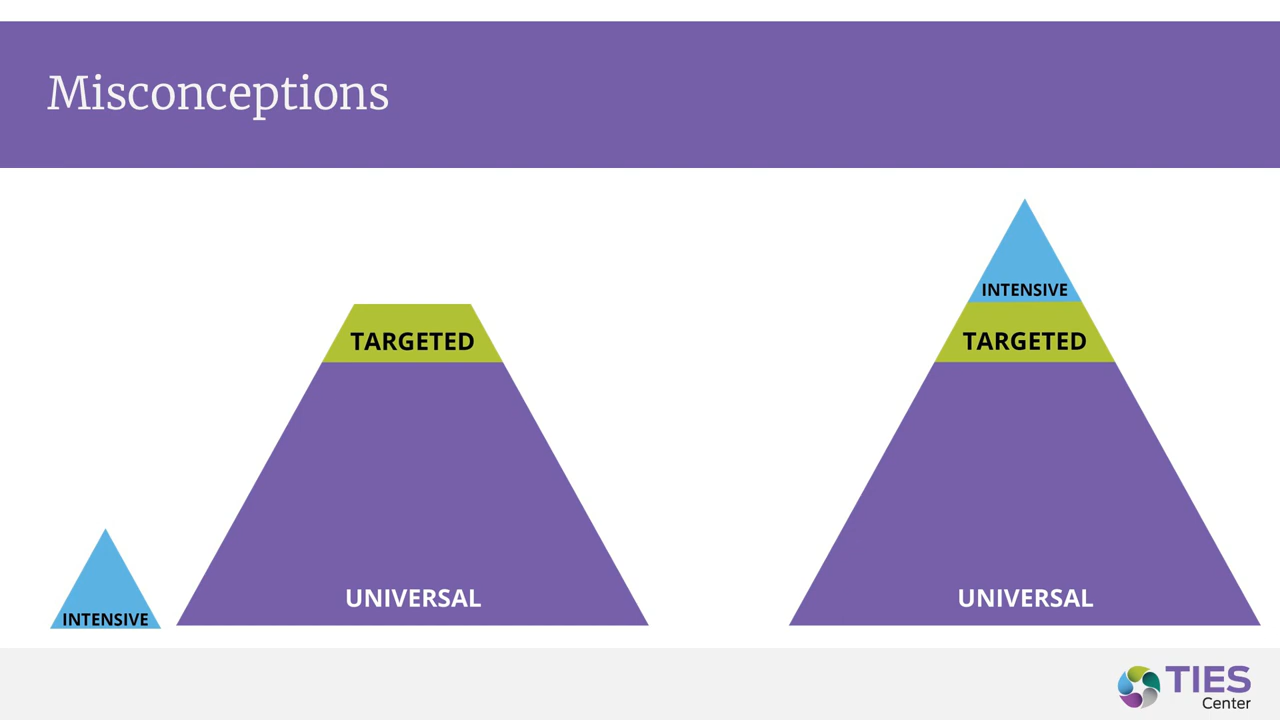 Misconceptions
TARGETED
UNIVERSAL
INTENSIVE
INTENSIVE
TARGETED
UNIVERSAL
TIES
Center